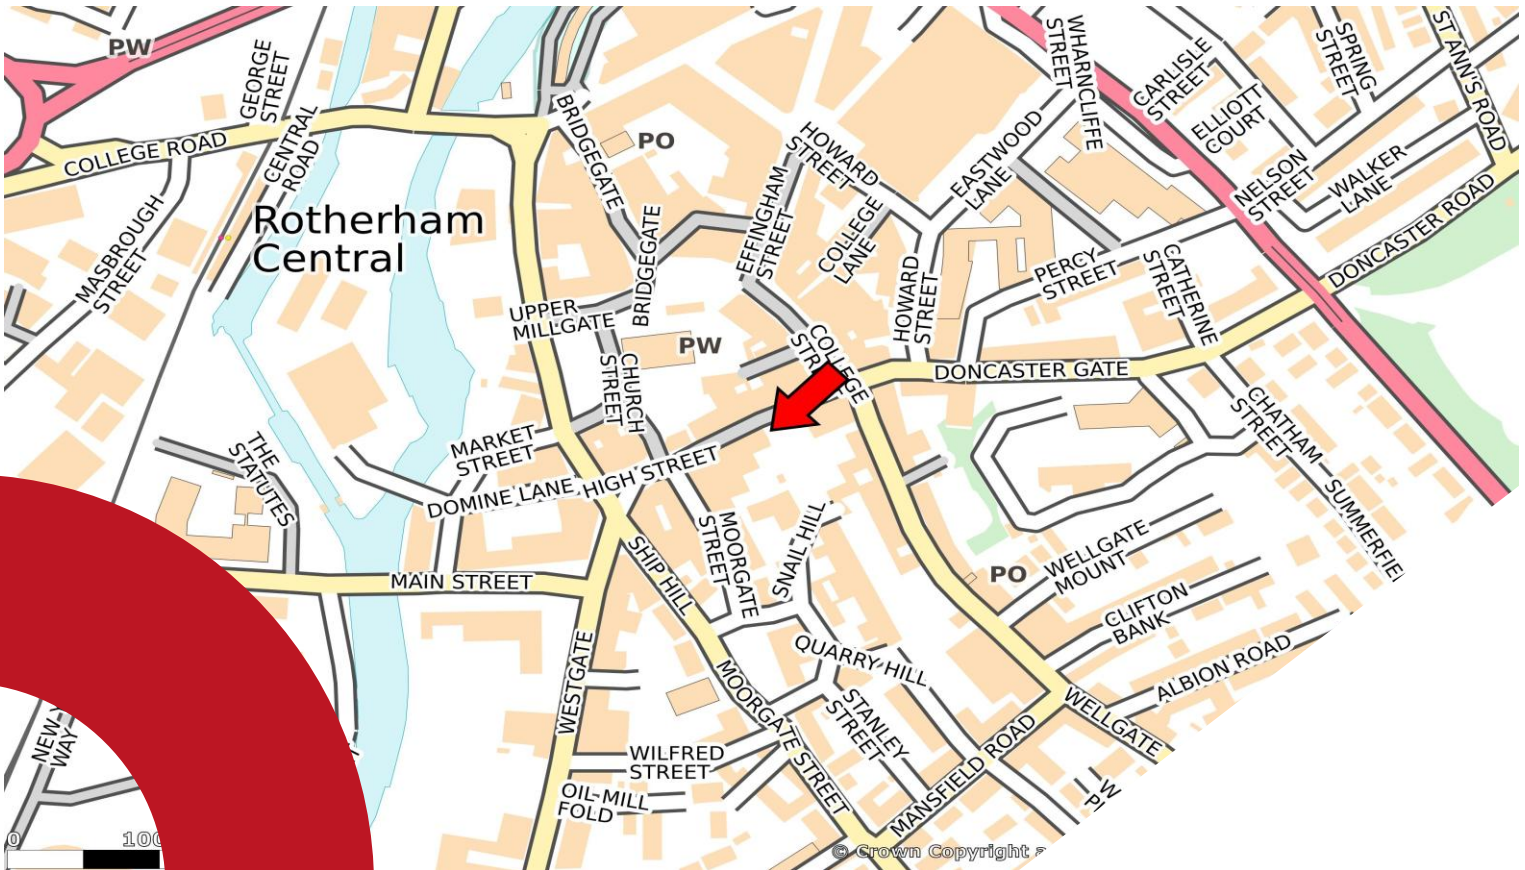 PW
GEORGE
STREET
CENTRAL
ROAD
COLLEGE ROAD
MASBROUGH
STREET
Rotherham
Central
BRIDGEGATE
PO
HOWARD
STREET
EFFINGHAM
STREET
COLLEGE
LANE
EASTWOOD
LANE
WHARNCLIFFE
STREET
CARLISLE
STREET
ELLIOTT
COURT
SPRING
STREET
ST ANN'S ROAD
NELSON
STREET
WALKER
LANE
DONCASTER ROAD
BRIDGEGATE
UPPER
MILLGATE
PW
CHURCH
STREET
HOWARD
STREET
PERCY
STREET
CATHERINE
STREET
COLLEGE
DONCASTER GATE
CHATHAM
STREET
THE
STATUTES
MARKET
STREET
DOMINE LANE
HIGH STREET
MOORGATE
STREET
SNAIL HILL
SHIP HILL
MAIN STREET
PO
WELLGATE
MOUNT
CLIFTON
BANK
ALBION ROAD
QUARRY HILL
WESTGATE
MOORGATE STREET
STANLEY
STREET
WELLGATE
MANSFIELD ROAD
WILFRED
STREET
OIL-MILL
FOLD
NEW
WAY
0
100
© Crown Copyright